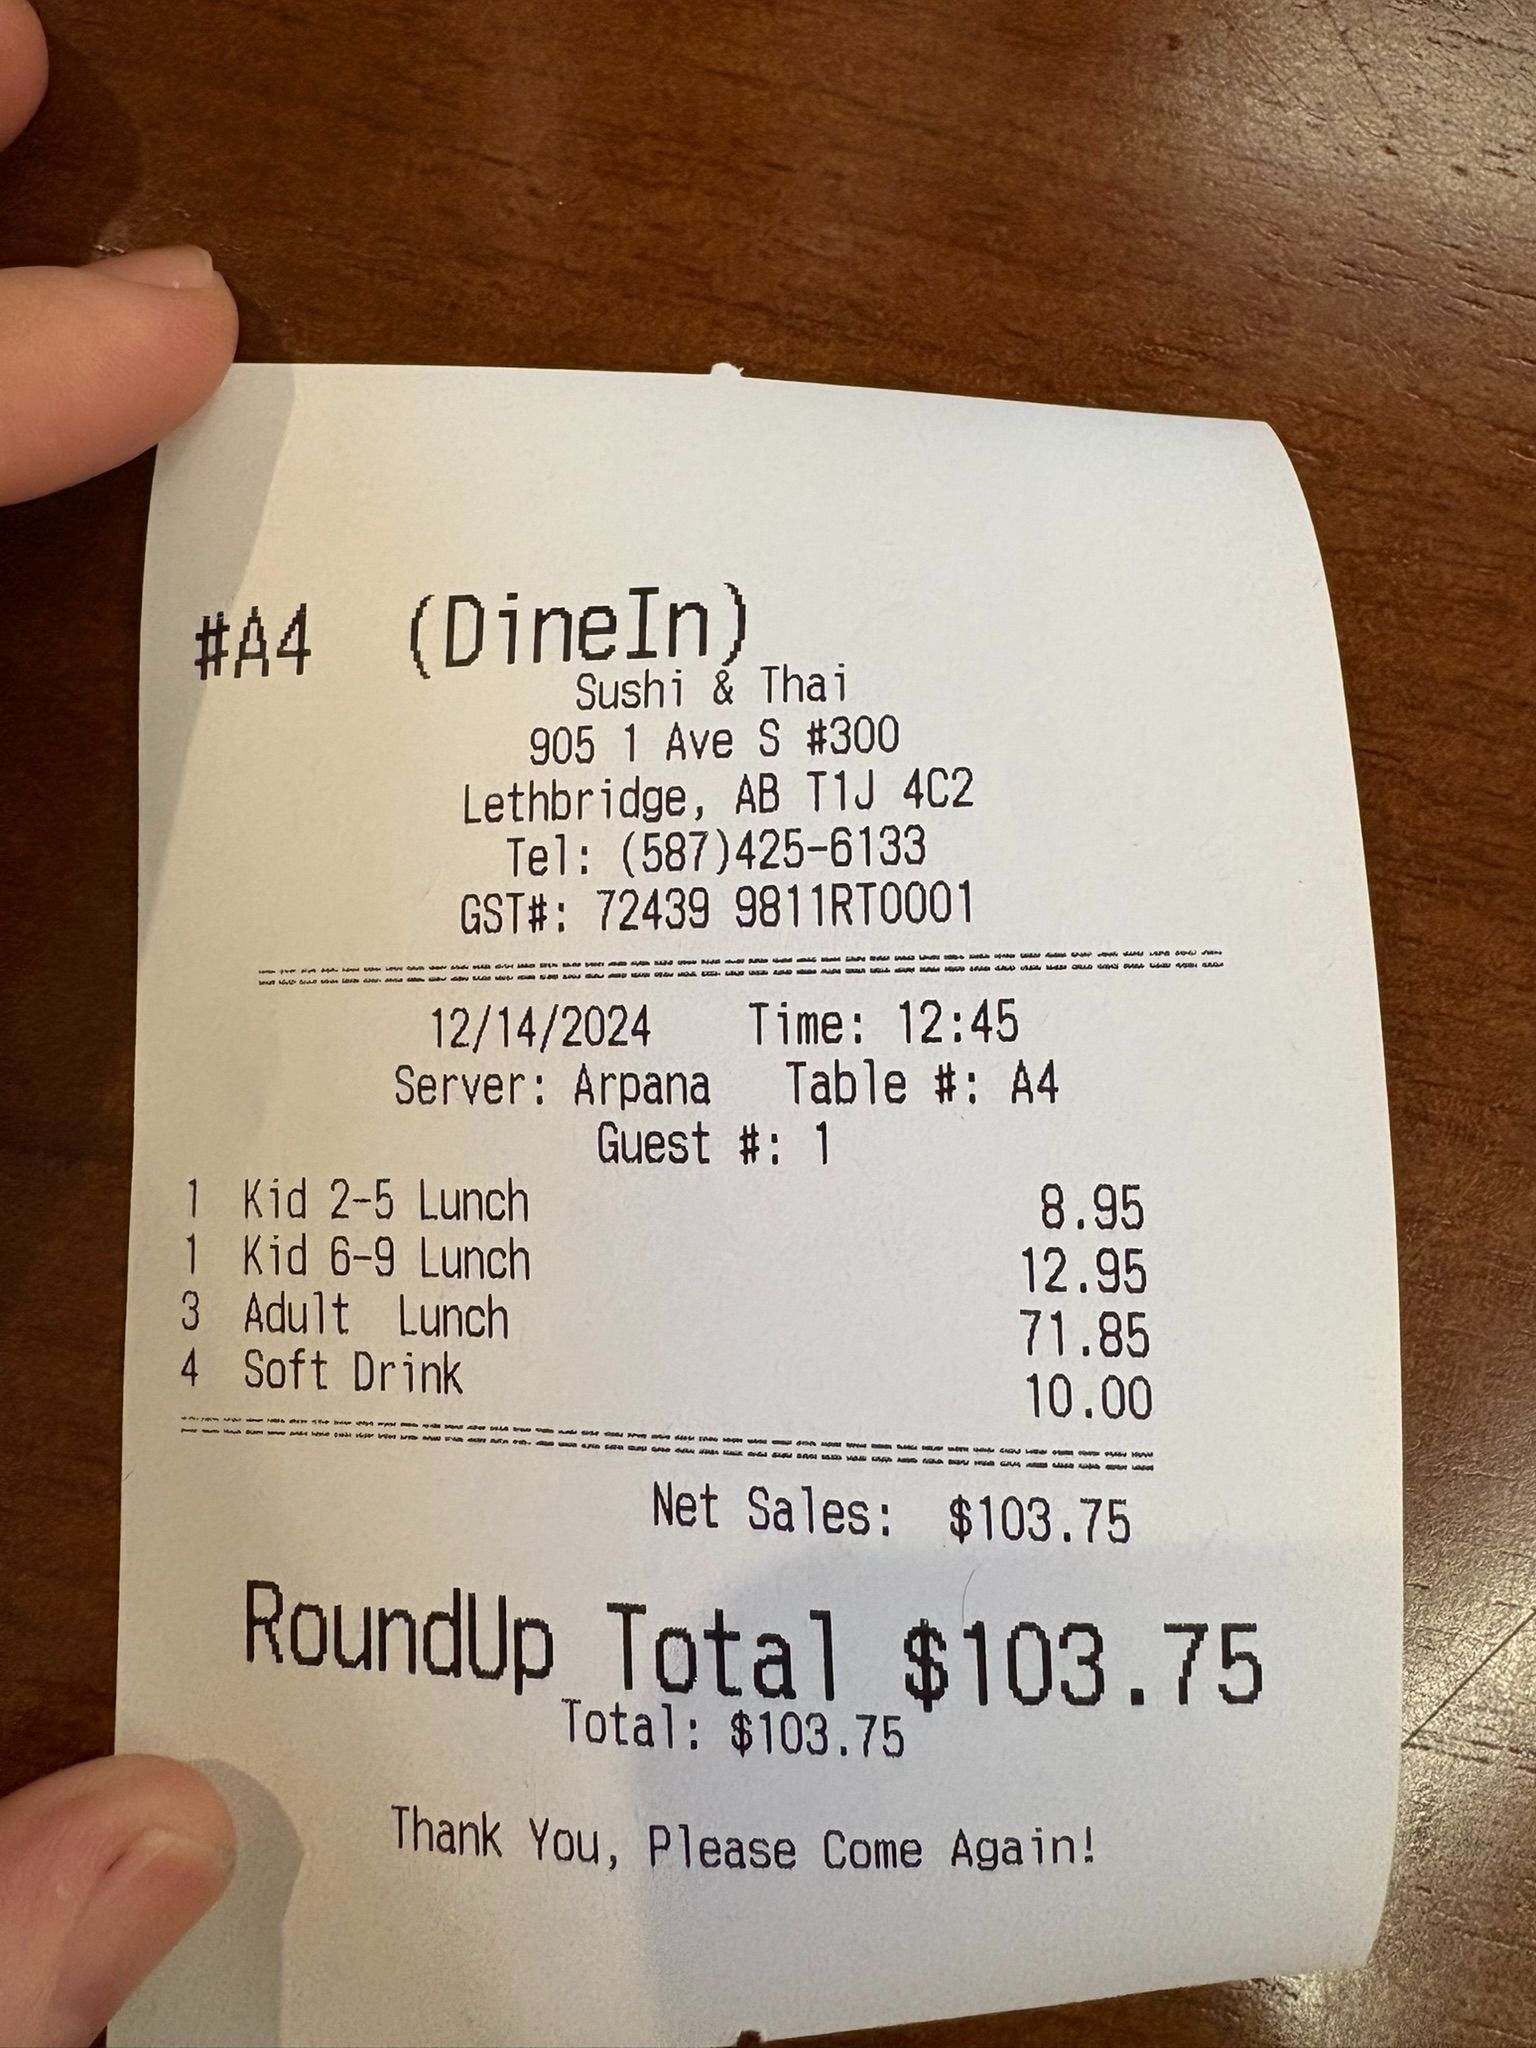 #A4 (DineIn)
Sushi & Thai
905 1 Ave S #300
Lethbridge, AB T1J 4C2
Tel: (587)425-6133
GST#: 72439 9811RT0001
12/14/2024 Time: 12:45
Server: Arpana Table #: A4
Guest #: 1
1 Kid 2-5 Lunch 8.95
1 Kid 6-9 Lunch 12.95
3 Adult Lunch 71.85
4 Soft Drink 10.00
Net Sales: $103.75
RoundUp Total $103.75
Total: $103.75
Thank You, Please Come Again!